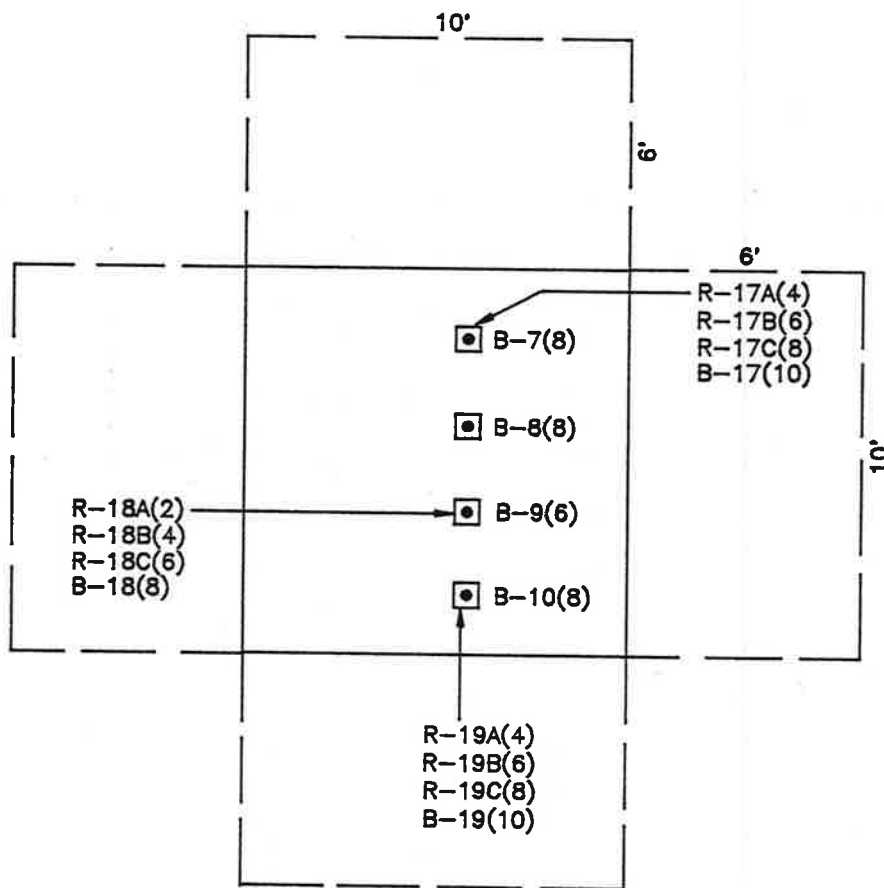 10'
6'
6'
R-17A(4)
R-17B(6)
R-17C(8)
B-17(10)
B-7(8)
B-8(8)
10'
R-18A(2)
R-18B(4)
R-18C(6)
B-18(8)
B-9(6)
B-10(8)
R-19A(4)
R-19B(6)
R-19C(8)
B-19(10)